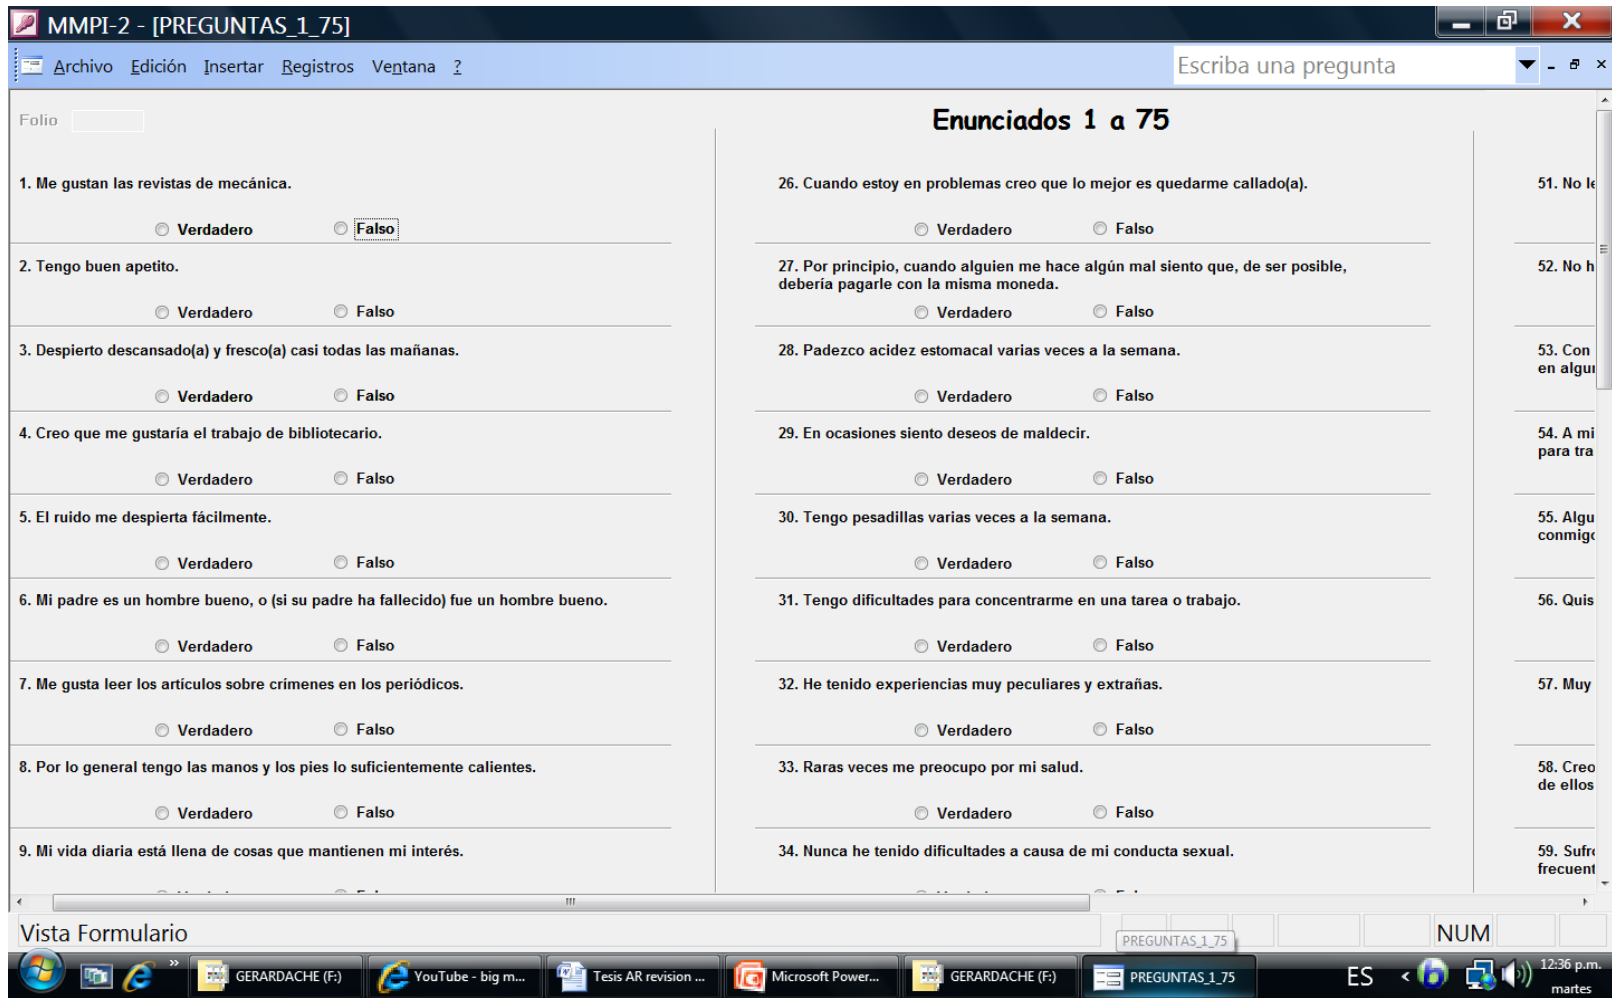 MMPI-2 - [PREGUNTAS_1_75]
Archivo Edición Insertar Registros Ventana ?
Escriba una pregunta
Folio
Enunciados 1 a 75
1. Me gustan las revistas de mecánica.
Verdadero Falso
2. Tengo buen apetito.
Verdadero Falso
3. Despierto descansado(a) y fresco(a) casi todas las mañanas.
Verdadero Falso
4. Creo que me gustaría el trabajo de bibliotecario.
Verdadero Falso
5. El ruido me despierta fácilmente.
Verdadero Falso
6. Mi padre es un hombre bueno, o (si su padre ha fallecido) fue un hombre bueno.
Verdadero Falso
7. Me gusta leer los artículos sobre crímenes en los periódicos.
Verdadero Falso
8. Por lo general tengo las manos y los pies lo suficientemente calientes.
Verdadero Falso
9. Mi vida diaria está llena de cosas que mantienen mi interés.
26. Cuando estoy en problemas creo que lo mejor es quedarme callado(a).
Verdadero Falso
27. Por principio, cuando alguien me hace algún mal siento que, de ser posible,
debería pagarle con la misma moneda.
Verdadero Falso
28. Padezco acidez estomacal varias veces a la semana.
Verdadero Falso
29. En ocasiones siento deseos de maldecir.
Verdadero Falso
30. Tengo pesadillas varias veces a la semana.
Verdadero Falso
31. Tengo dificultades para concentrarme en una tarea o trabajo.
Verdadero Falso
32. He tenido experiencias muy peculiares y extrañas.
Verdadero Falso
33. Raras veces me preocupo por mi salud.
Verdadero Falso
34. Nunca he tenido dificultades a causa de mi conducta sexual.
51. No
52. No
53. Con
en
54. A mi
para
55.
56.
57. Muy
58. Creo
de ellos
59.
Vista Formulario
NUM
PREGUNTAS_1_75
GERARDACHE (F:)
YouTube - big m...
Tesis AR revision ...
Microsoft Power...
GERARDACHE (F:)
PREGUNTAS_1_75
ES
12:36 p.m.
martes